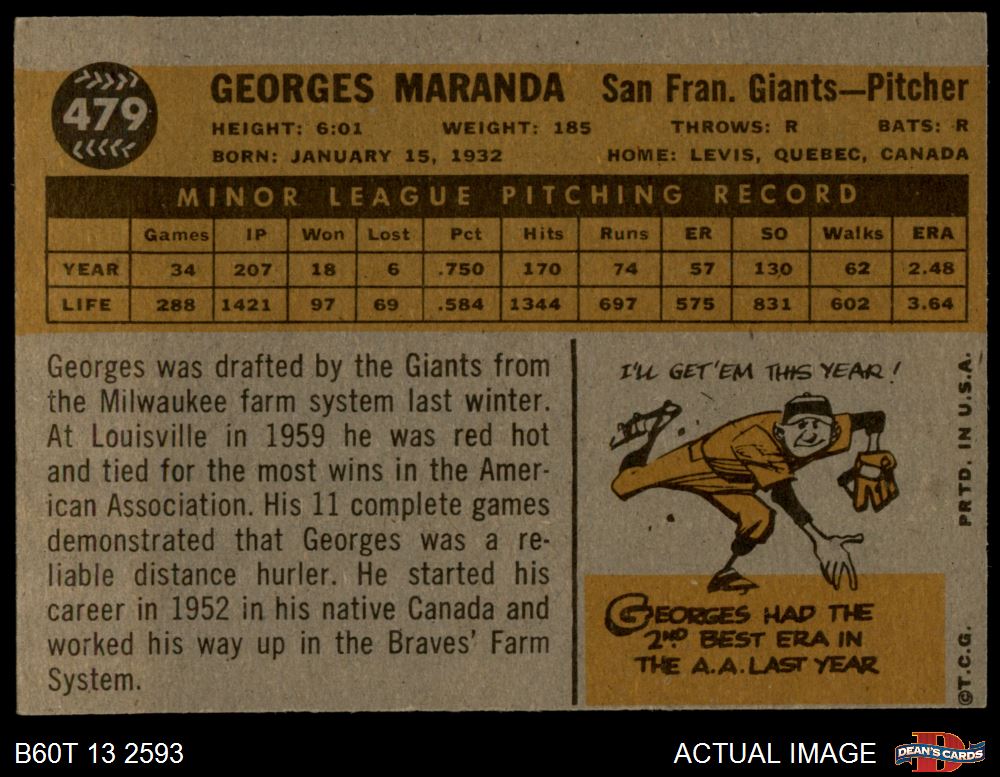 479
GEORGES MARANDA San Fran. Giants—Pitcher
HEIGHT: 6:01 WEIGHT: 185 THROWS: R BATS: R
BORN: JANUARY 15, 1932 HOME: LEVIS, QUEBEC, CANADA
MINOR LEAGUE PITCHING RECORD
Games IP Won Lost Pct Hits Runs ER SO Walks ERA
YEAR 34 207 18 6 .750 170 74 57 130 62 2.48
LIFE 288 1421 97 69 .584 1344 697 575 831 602 3.64
Georges was drafted by the Giants from
the Milwaukee farm system last winter.
At Louisville in 1959 he was red hot
and tied for the most wins in the Amer-
ican Association. His 11 complete games
demonstrated that Georges was a re-
liable distance hurler. He started his
career in 1952 in his native Canada and
worked his way up in the Braves' Farm
System.
I'LL GET 'EM THIS YEAR!
GEORGES HAD THE
2ND BEST ERA IN
THE A.A. LAST YEAR
©T.C.G. PRTD. IN U.S.A.
B60T 13 2593 ACTUAL IMAGE
DEAN'S CARDS